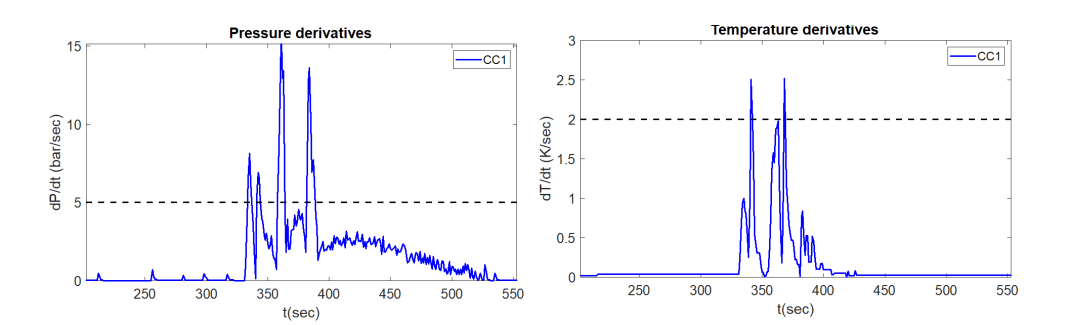 Pressure derivatives
CC1
15
10
5
0
dP/dt (bar/sec)
250 300 350 400 450 500 550
t(sec)
Temperature derivatives
CC1
3
2.5
2
1.5
1
0.5
0
dT/dt (K/sec)
250 300 350 400 450 500 550
t(sec)